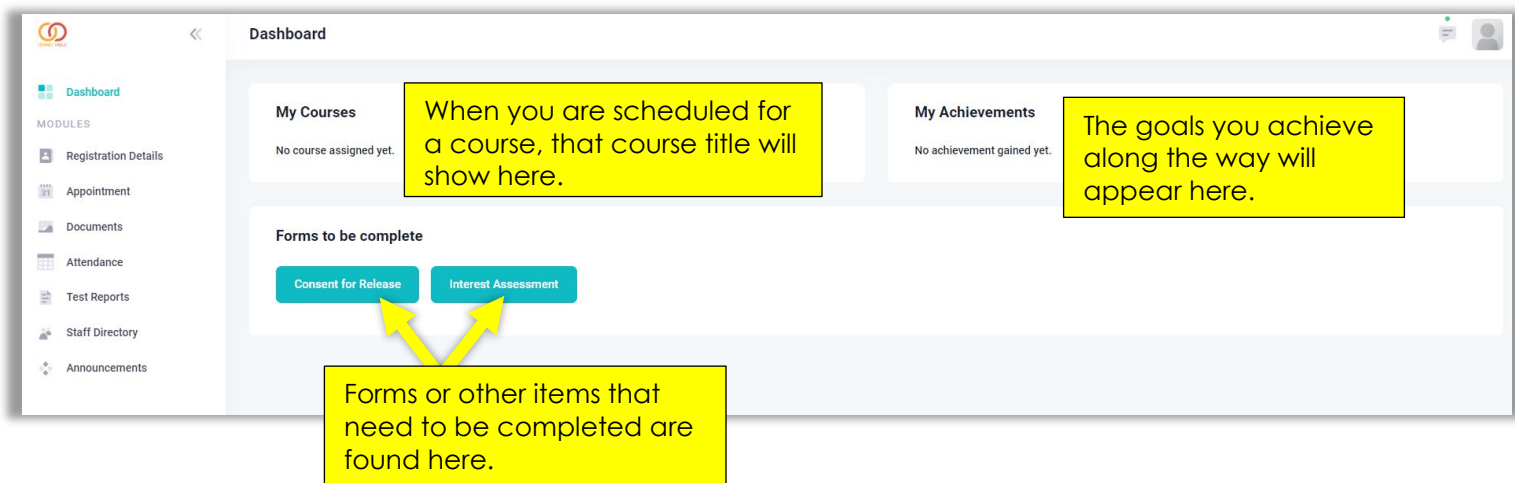 Dashboard
Dashboard
MODULES
Registration Details
Appointment
31
Documents
Attendance
Test Reports
Staff Directory
Announcements
My Courses
No course assigned yet.
When you are scheduled for
a course, that course title will
show here.
My Achievements
No achievement gained yet.
The goals you achieve
along the way will
appear here.
Forms to be complete
Consent for Release
Interest Assessment
Forms or other items that
need to be completed are
found here.